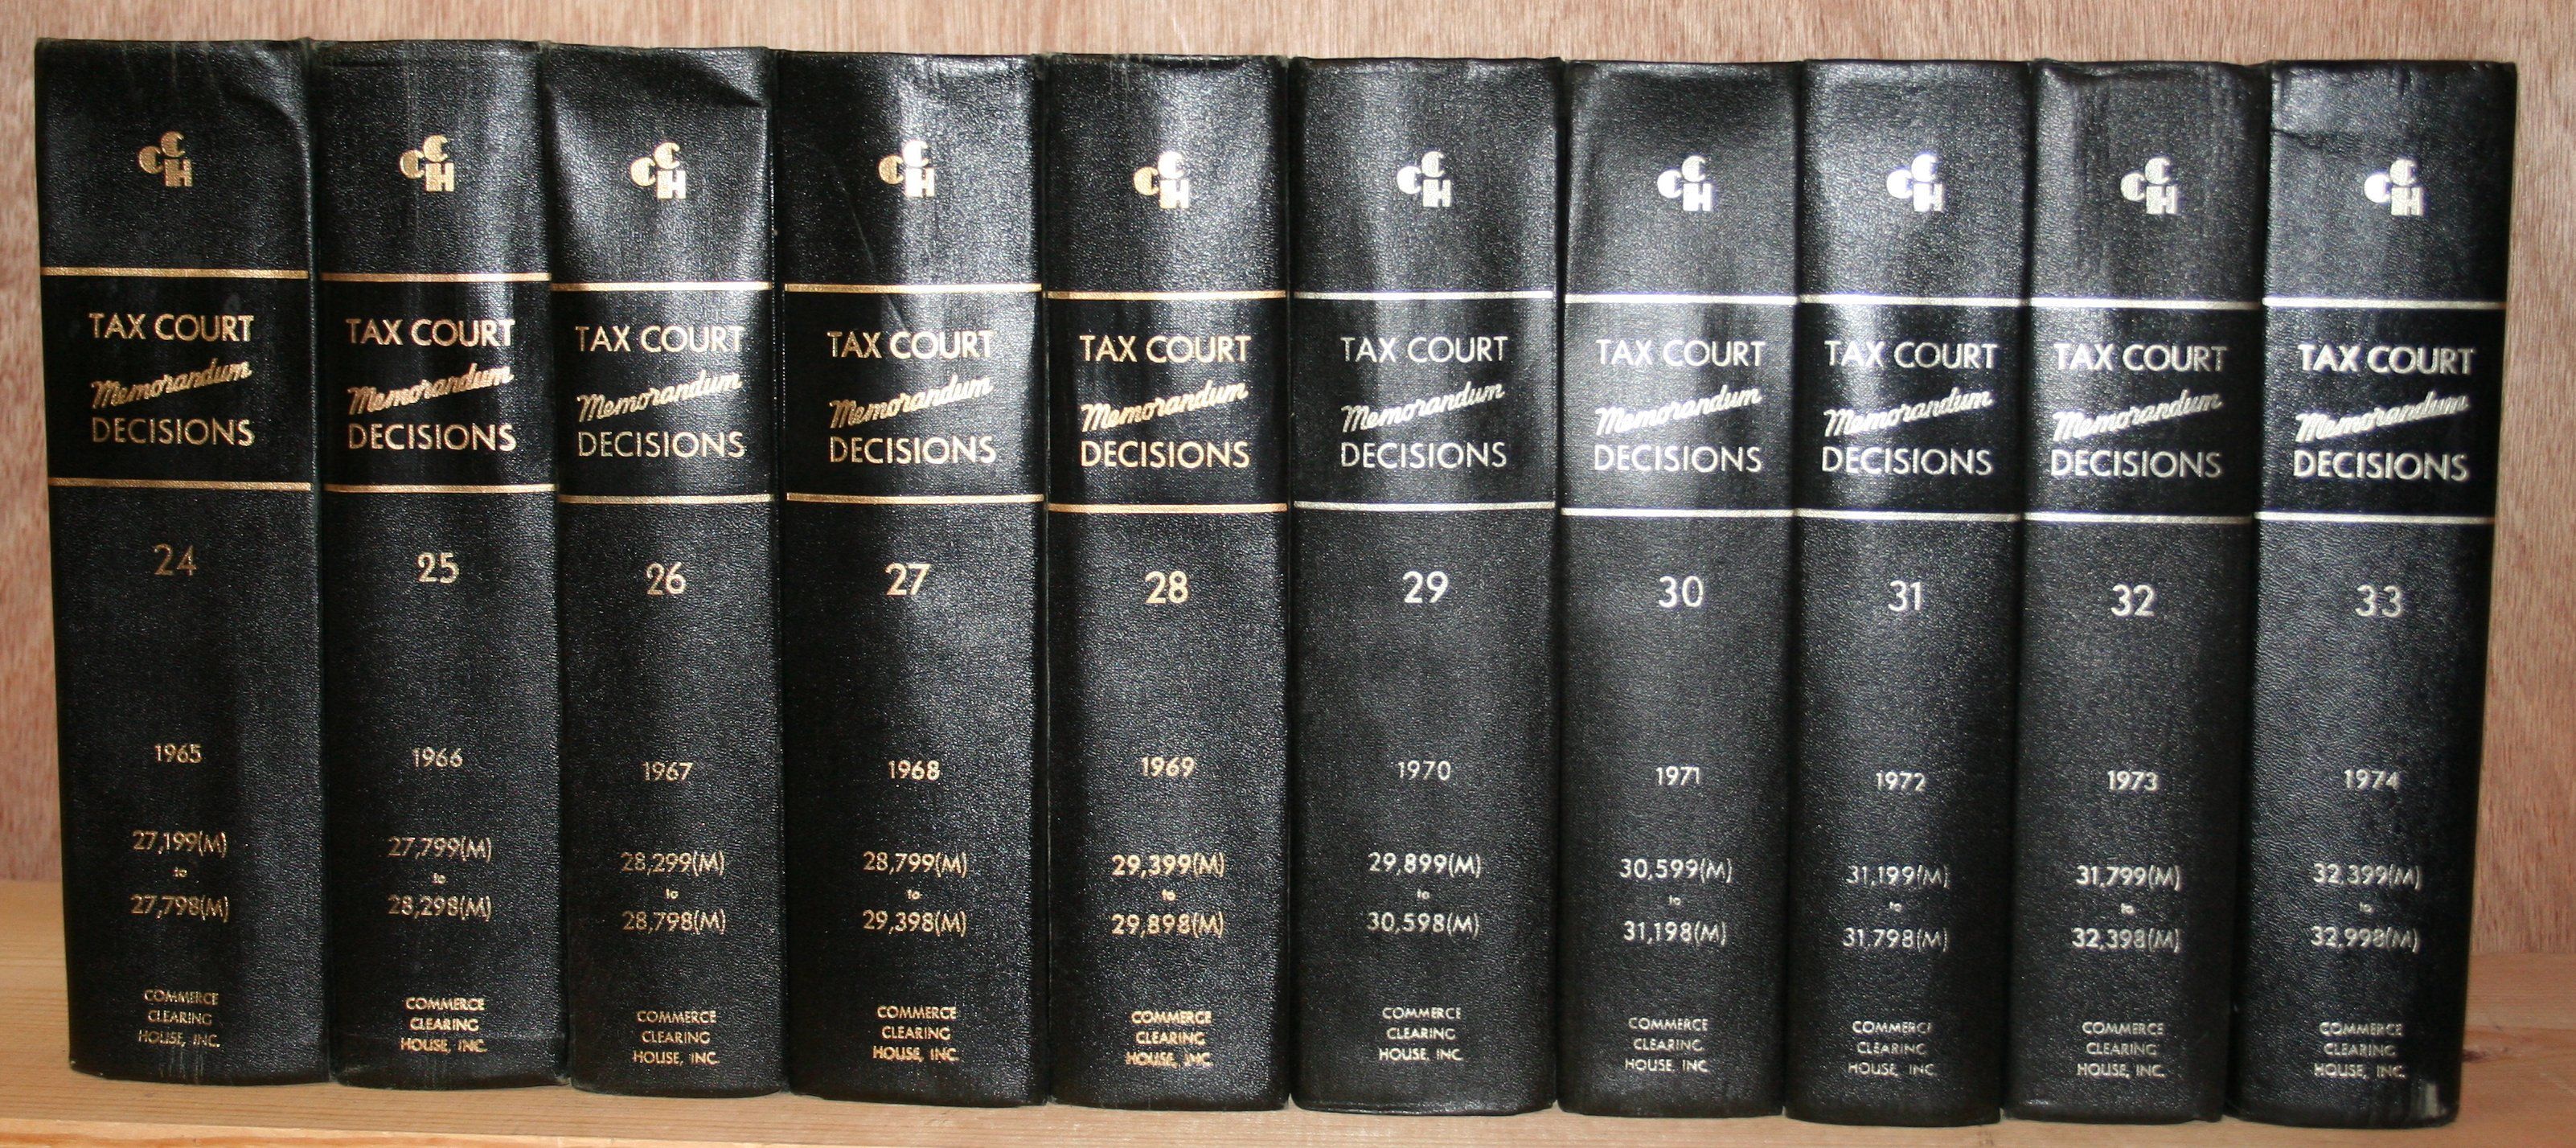 CCH
TAX COURT
Memorandum
DECISIONS
24
1965
27,199(M)
to
27,798(M)
COMMERCE
CLEARING
HOUSE, INC.
CCH
TAX COURT
Memorandum
DECISIONS
25
1966
27,799(M)
to
28,298(M)
COMMERCE
CLEARING
HOUSE, INC.
CCH
TAX COURT
Memorandum
DECISIONS
26
1967
28,299(M)
to
28,798(M)
COMMERCE
CLEARING
HOUSE, INC.
CCH
TAX COURT
Memorandum
DECISIONS
27
1968
28,799(M)
to
29,398(M)
COMMERCE
CLEARING
HOUSE, INC.
CCH
TAX COURT
Memorandum
DECISIONS
28
1969
29,399(M)
to
29,898(M)
COMMERCE
CLEARING
HOUSE, INC.
CCH
TAX COURT
Memorandum
DECISIONS
29
1970
29,899(M)
to
30,598(M)
COMMERCE
CLEARING
HOUSE, INC.
CCH
TAX COURT
Memorandum
DECISIONS
30
1971
30,599(M)
to
31,198(M)
COMMERCE
CLEARING
HOUSE, INC.
CCH
TAX COURT
Memorandum
DECISIONS
31
1972
31,199(M)
to
31,798(M)
COMMERCE
CLEARING
HOUSE, INC.
CCH
TAX COURT
Memorandum
DECISIONS
32
1973
31,799(M)
to
32,398(M)
COMMERCE
CLEARING
HOUSE, INC.
CCH
TAX COURT
Memorandum
DECISIONS
33
1974
32,399(M)
to
32,998(M)
COMMERCE
CLEARING
HOUSE, INC.